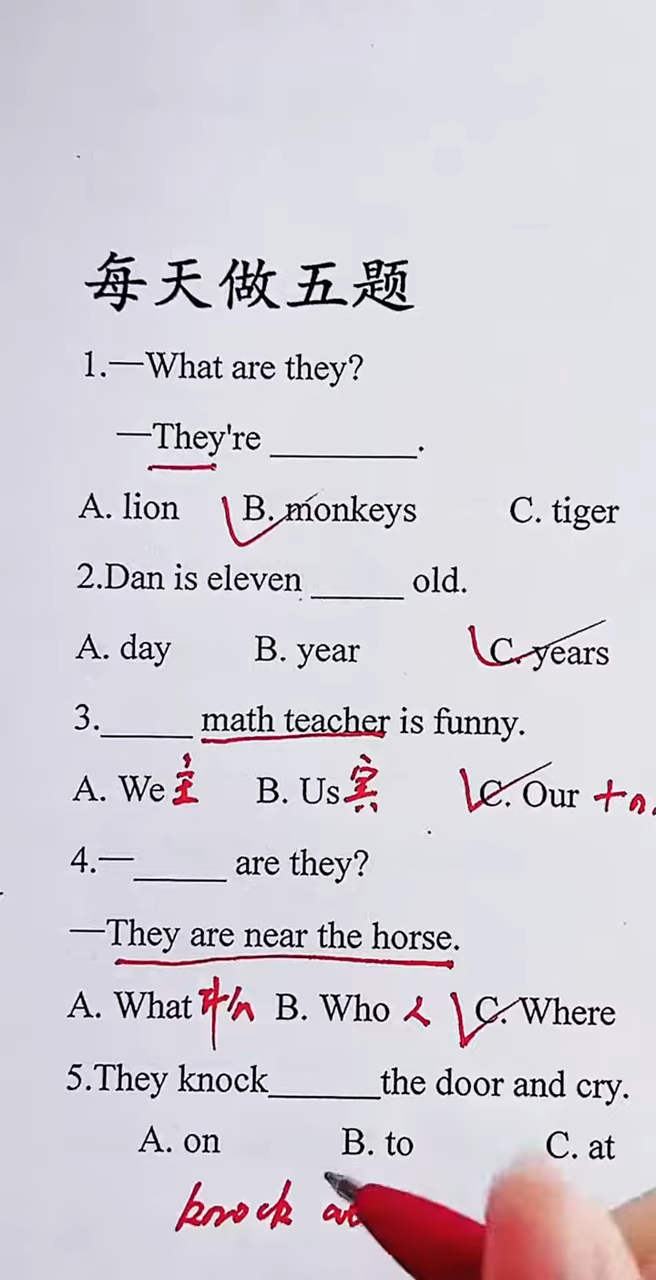 每天做五题
1.—What are they?
—They're ________.
A. lion B. monkeys C. tiger
2.Dan is eleven _____ old.
A. day B. year C. years
3._____ math teacher is funny.
A. We 主 B. Us 宾 C. Our + n.
4.—_____ are they?
—They are near the horse.
A. What B. Who 人 C. Where
5.They knock______the door and cry.
A. on B. to C. at
knock